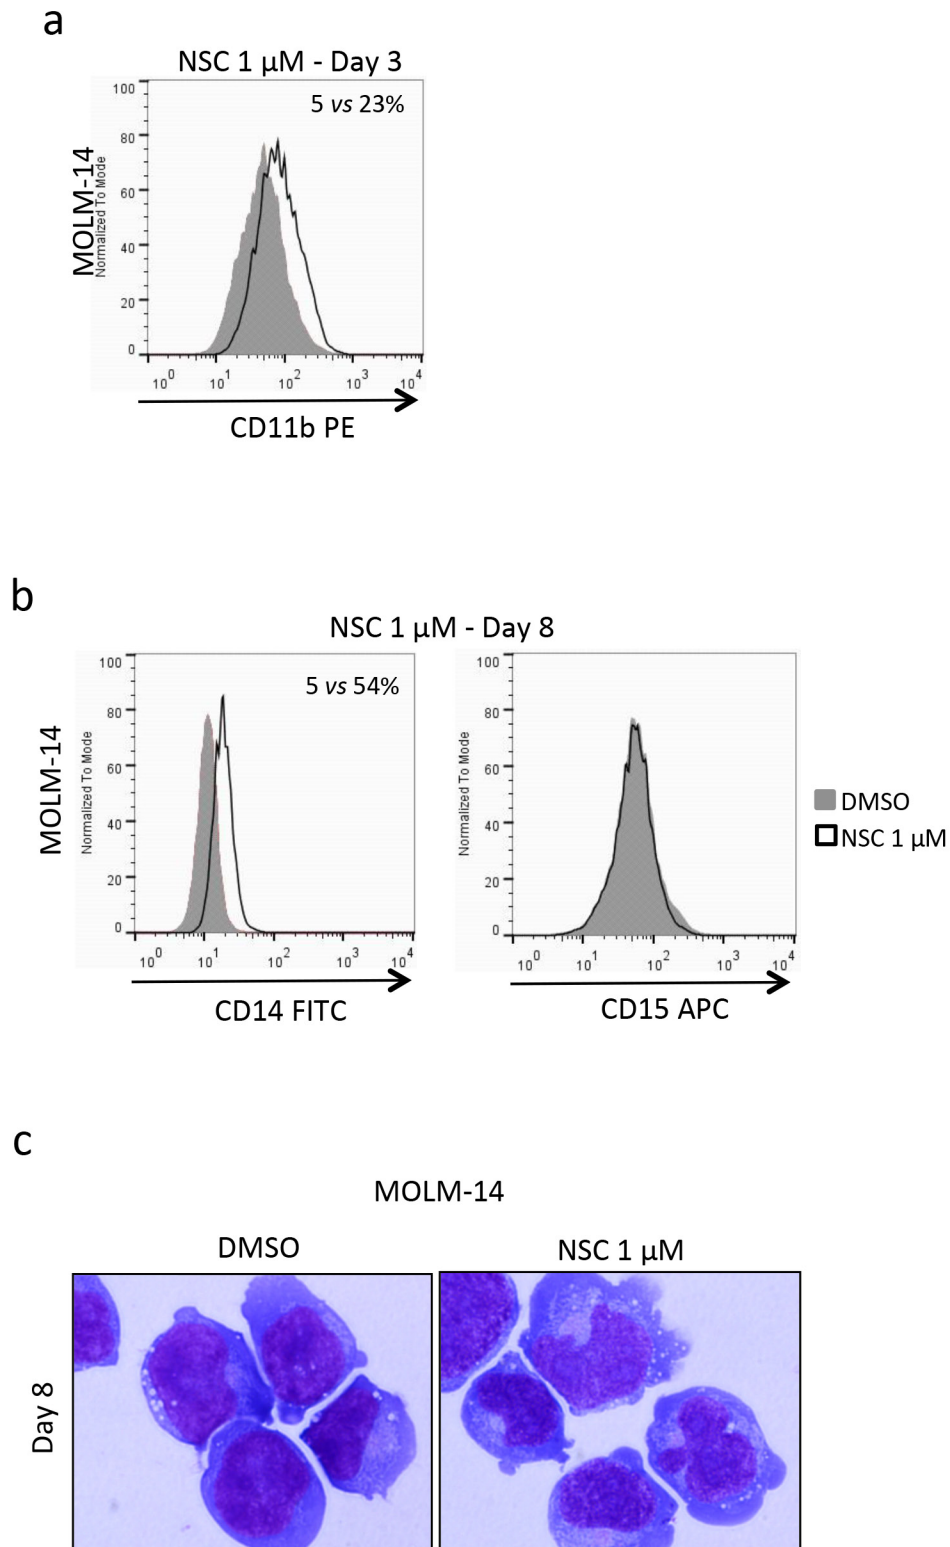 a
NSC 1 µM - Day 3
5 vs 23%
MOLM-14
Normalized To Mode
100
80
60
40
20
0
10^0 10^1 10^2 10^3 10^4
CD11b PE
b
NSC 1 µM - Day 8
5 vs 54%
MOLM-14
Normalized To Mode
100
80
60
40
20
0
10^0 10^1 10^2 10^3 10^4
CD14 FITC
Normalized To Mode
100
80
60
40
20
0
10^0 10^1 10^2 10^3 10^4
CD15 APC
DMSO
NSC 1 µM
c
MOLM-14
DMSO
NSC 1 µM
Day 8